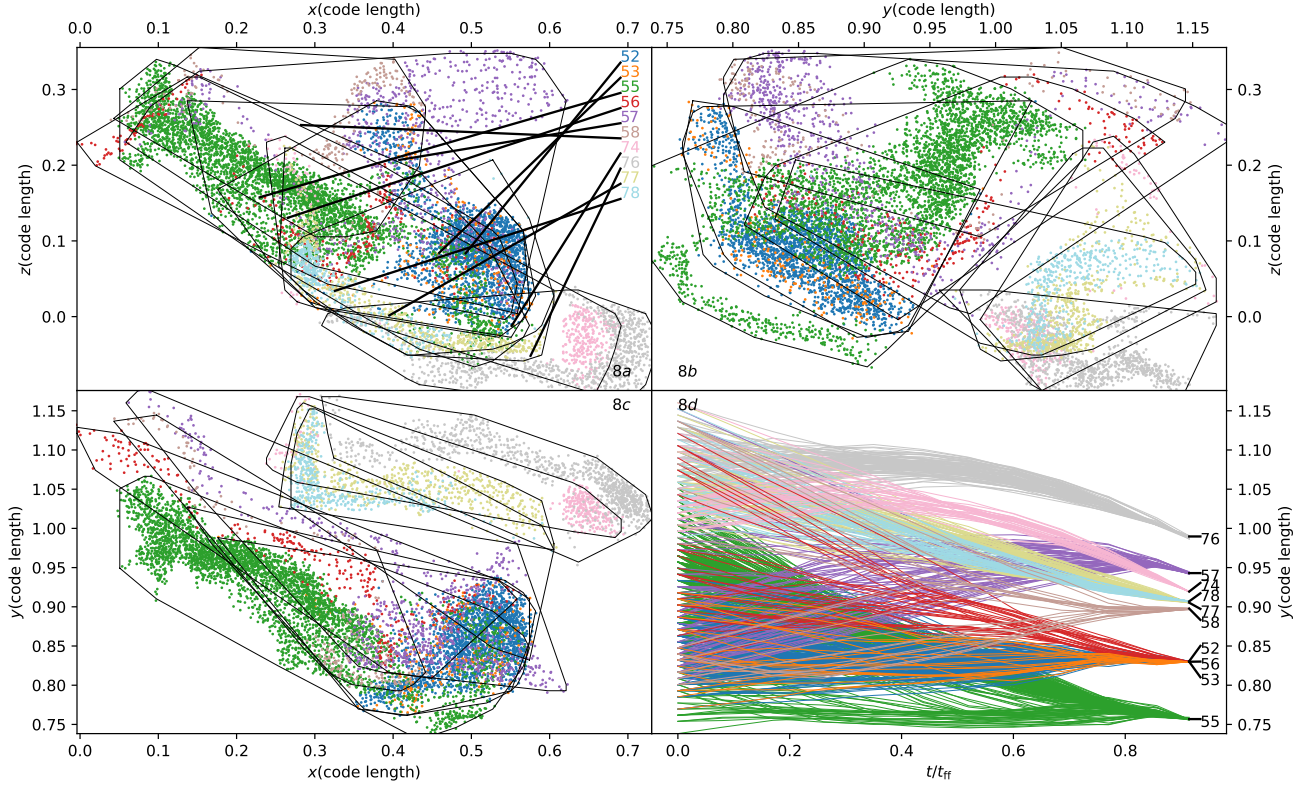 x(code length)
y(code length)
0.0 0.1 0.2 0.3 0.4 0.5 0.6 0.7
0.75 0.80 0.85 0.90 0.95 1.00 1.05 1.10 1.15
z(code length)
0.3
0.2
0.1
0.0
52
53
55
56
57
58
74
76
77
78
8a
8b
0.3
0.2
0.1
0.0
z(code length)
y(code length)
1.15
1.10
1.05
1.00
0.95
0.90
0.85
0.80
0.75
8c
8d
76
57
74
78
77
58
52
56
53
55
1.15
1.10
1.05
1.00
0.95
0.90
0.85
0.80
0.75
y(code length)
0.0 0.1 0.2 0.3 0.4 0.5 0.6 0.7
0.0 0.2 0.4 0.6 0.8
x(code length)
t/tff